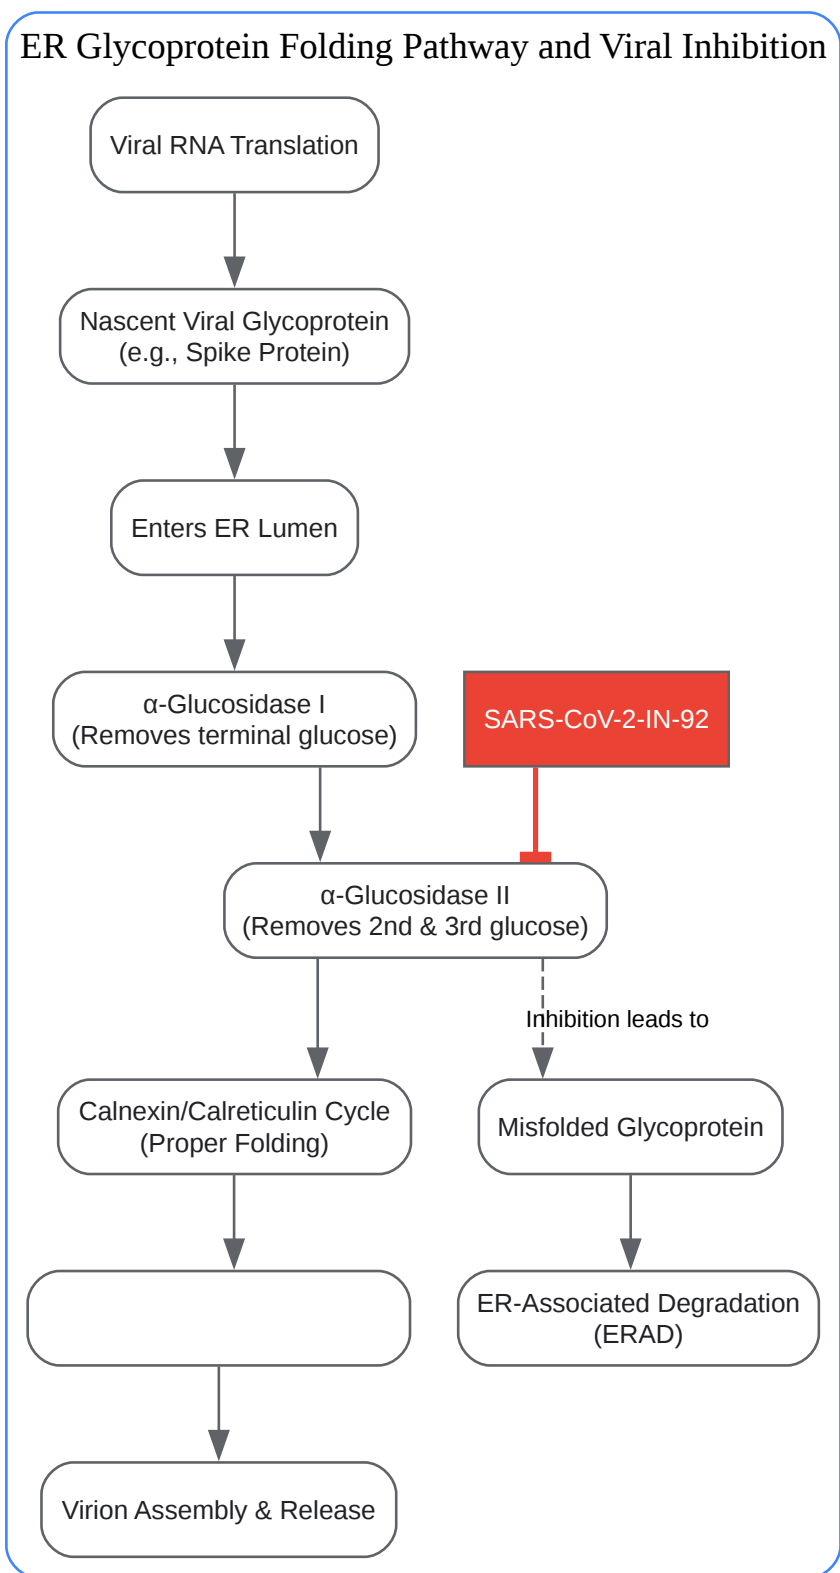 ER Glycoprotein Folding Pathway and Viral Inhibition
Viral RNA Translation
Nascent Viral Glycoprotein
(e.g., Spike Protein)
Enters ER Lumen
α-Glucosidase I
(Removes terminal glucose)
SARS-CoV-2-IN-92
α-Glucosidase II
(Removes 2nd & 3rd glucose)
Inhibition leads to
Calnexin/Calreticulin Cycle
(Proper Folding)
Misfolded Glycoprotein
ER-Associated Degradation
(ERAD)
Virion Assembly & Release